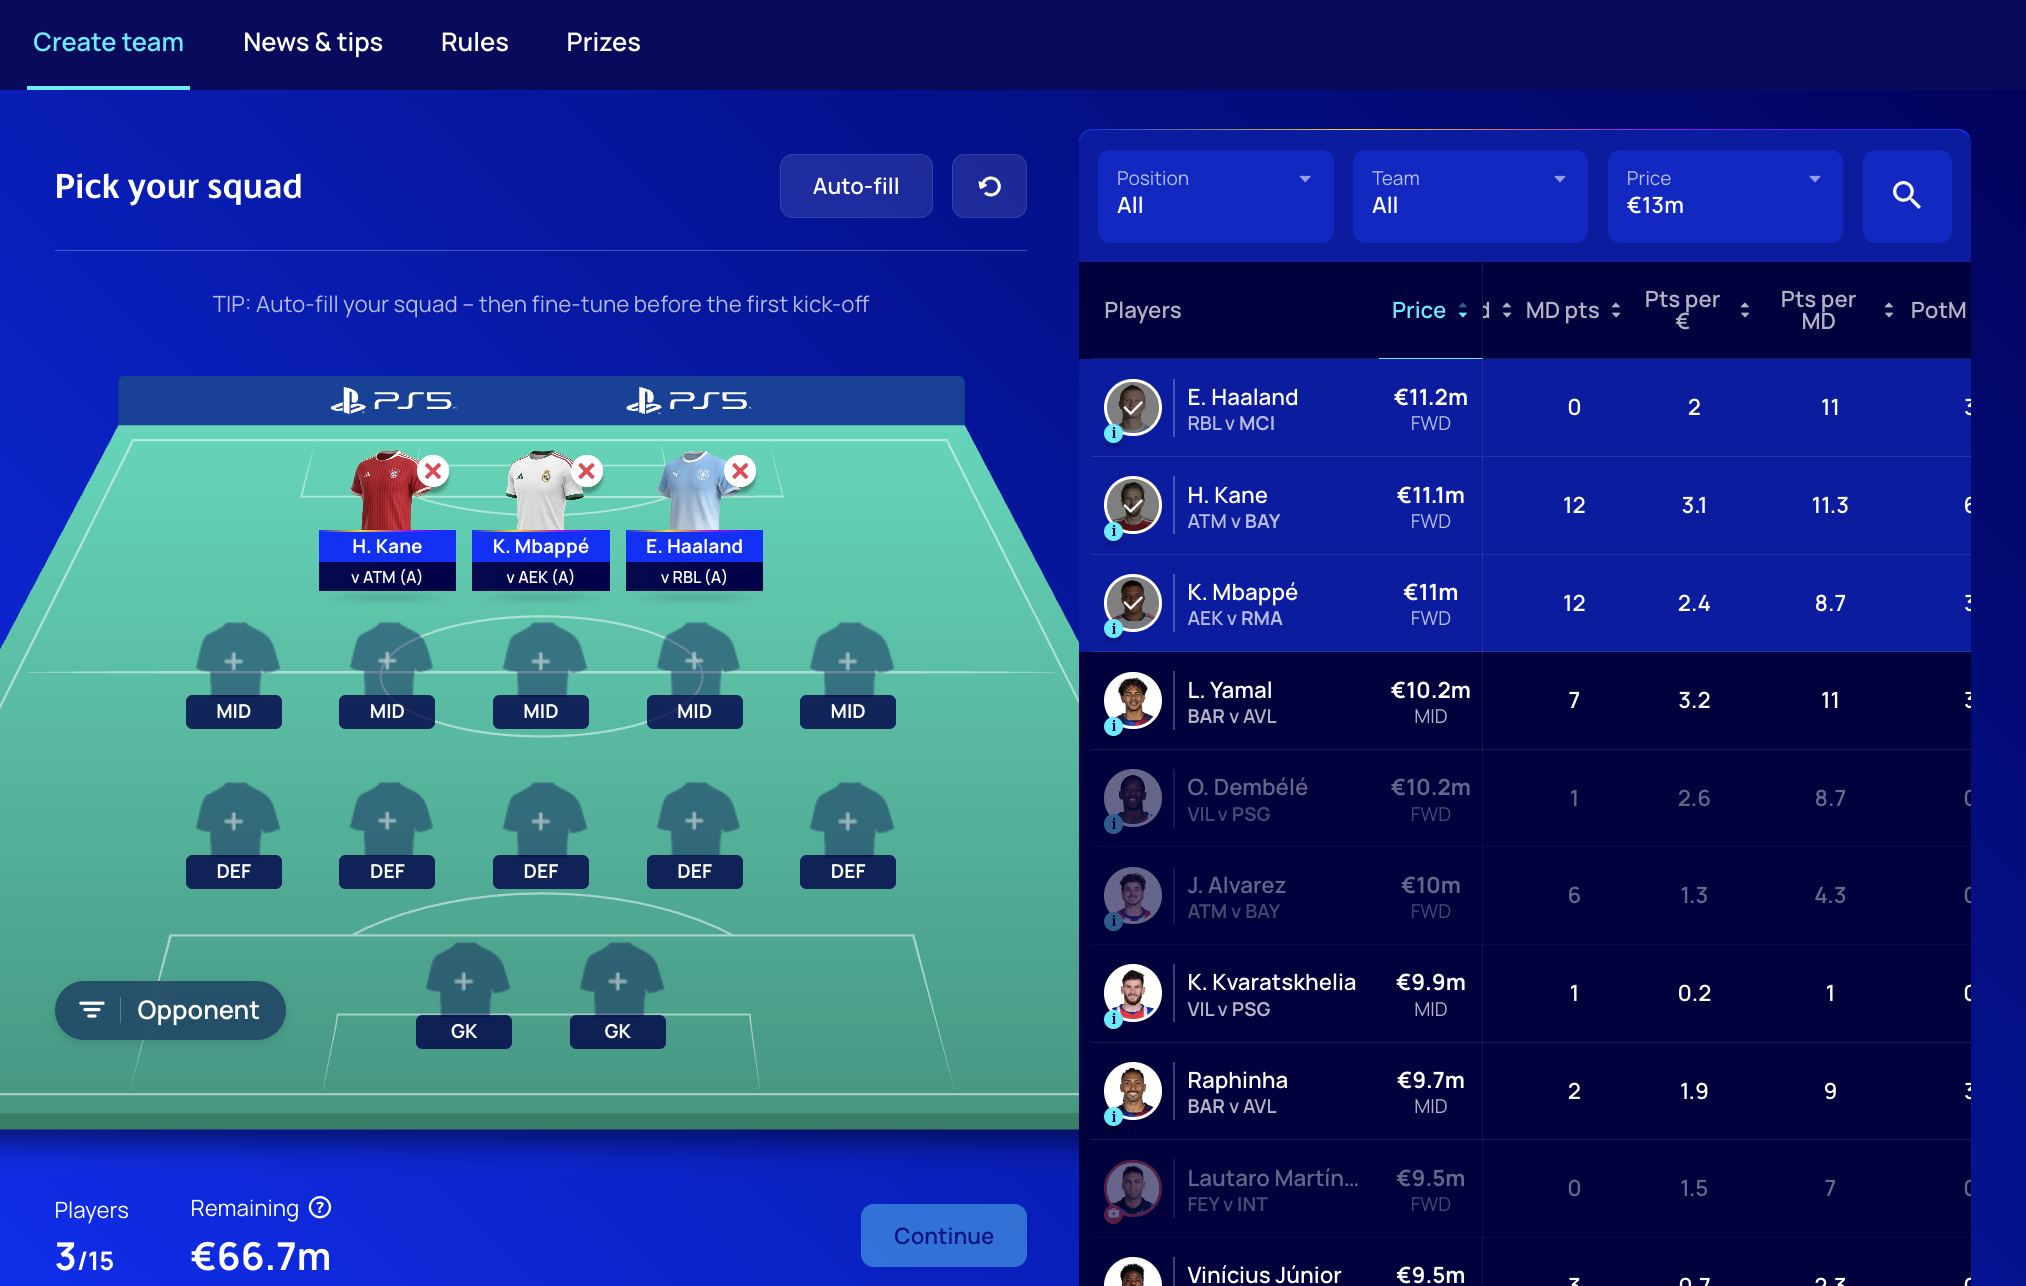 Create team
News & tips
Rules
Prizes
Pick your squad
Auto-fill
TIP: Auto-fill your squad – then fine-tune before the first kick-off
PS5
PS5
H. Kane
v ATM (A)
K. Mbappé
v AEK (A)
E. Haaland
v RBL (A)
MID MID MID MID MID
DEF DEF DEF DEF DEF
GK GK
Opponent
Players
3/15
Remaining ?
€66.7m
Continue
Position
All
Team
All
Price
€13m
Players Price d MD pts Pts per € Pts per MD PotM
E. Haaland €11.2m 0 2 11
RBL v MCI FWD
H. Kane €11.1m 12 3.1 11.3
ATM v BAY FWD
K. Mbappé €11m 12 2.4 8.7
AEK v RMA FWD
L. Yamal €10.2m 7 3.2 11
BAR v AVL MID
O. Dembélé €10.2m 1 2.6 8.7
VIL v PSG FWD
J. Alvarez €10m 6 1.3 4.3
ATM v BAY FWD
K. Kvaratskhelia €9.9m 1 0.2 1
VIL v PSG MID
Raphinha €9.7m 2 1.9 9
BAR v AVL MID
Lautaro Martín... €9.5m 0 1.5 7
FEY v INT FWD
Vinícius Júnior €9.5m